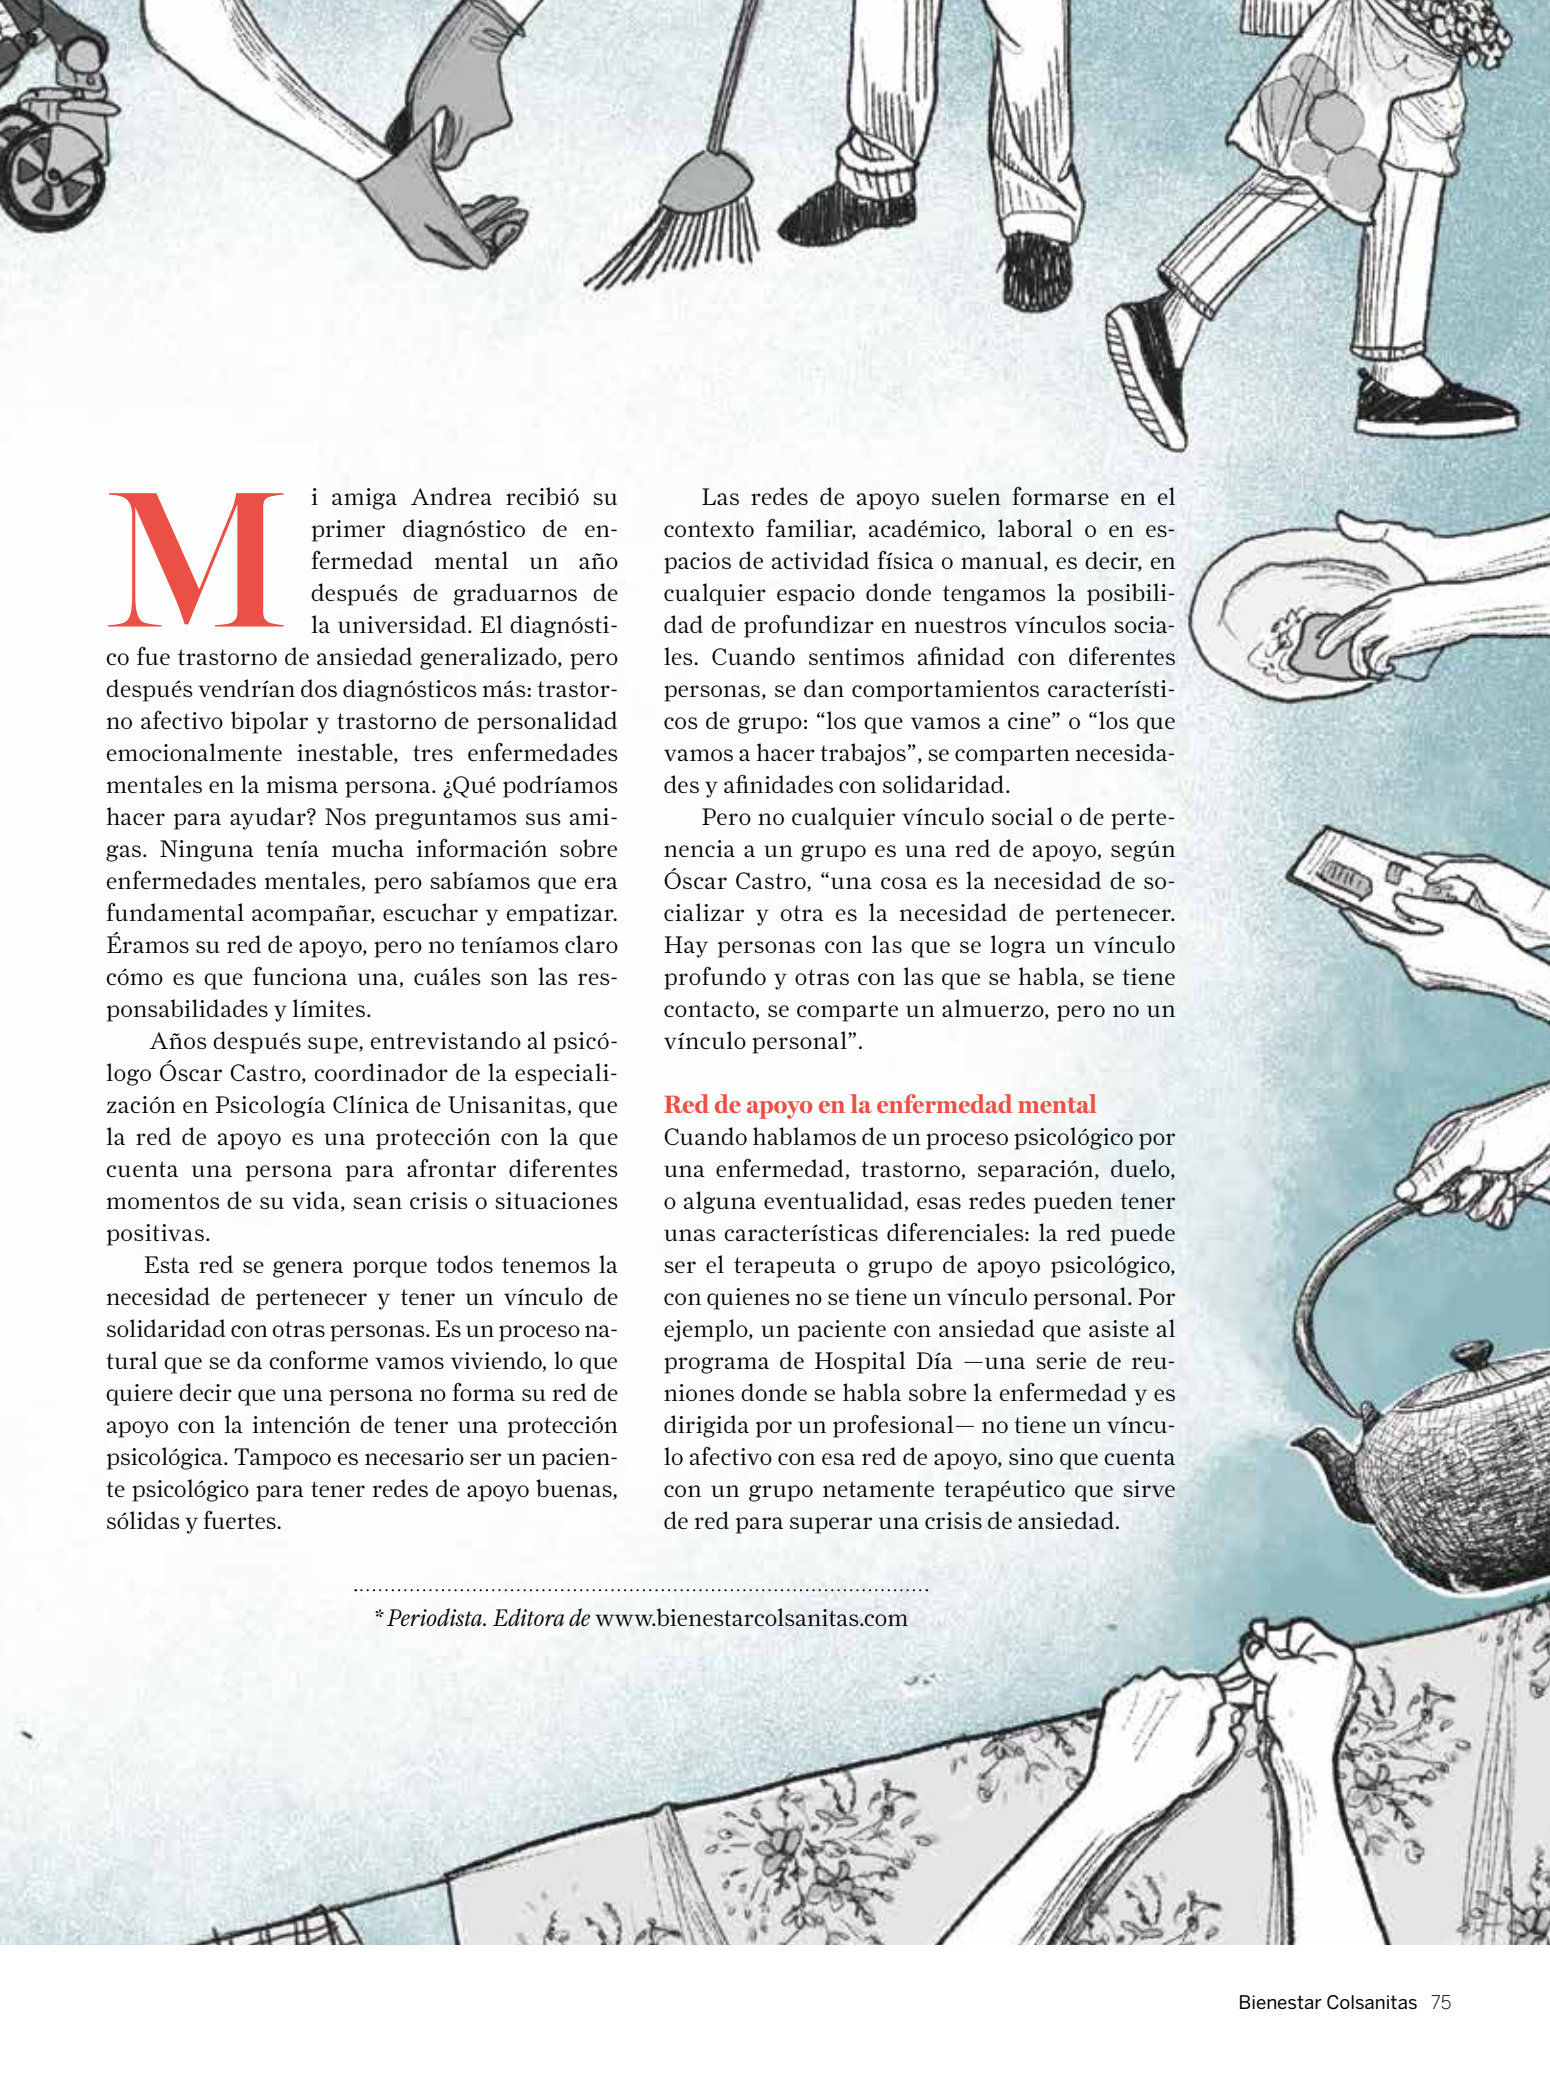 Mi amiga Andrea recibió su
primer diagnóstico de en-
fermedad mental un año
después de graduarnos de
la universidad. El diagnósti-
co fue trastorno de ansiedad generalizado, pero
después vendrían dos diagnósticos más: trastor-
no afectivo bipolar y trastorno de personalidad
emocionalmente inestable, tres enfermedades
mentales en la misma persona. ¿Qué podríamos
hacer para ayudar? Nos preguntamos sus ami-
gas. Ninguna tenía mucha información sobre
enfermedades mentales, pero sabíamos que era
fundamental acompañar, escuchar y empatizar.
Éramos su red de apoyo, pero no teníamos claro
cómo es que funciona una, cuáles son las res-
ponsabilidades y límites.
Años después supe, entrevistando al psicó-
logo Óscar Castro, coordinador de la especiali-
zación en Psicología Clínica de Unisanitas, que
la red de apoyo es una protección con la que
cuenta una persona para afrontar diferentes
momentos de su vida, sean crisis o situaciones
positivas.
Esta red se genera porque todos tenemos la
necesidad de pertenecer y tener un vínculo de
solidaridad con otras personas. Es un proceso na-
tural que se da conforme vamos viviendo, lo que
quiere decir que una persona no forma su red de
apoyo con la intención de tener una protección
psicológica. Tampoco es necesario ser un pacien-
te psicológico para tener redes de apoyo buenas,
sólidas y fuertes.
Las redes de apoyo suelen formarse en el
contexto familiar, académico, laboral o en es-
pacios de actividad física o manual, es decir, en
cualquier espacio donde tengamos la posibili-
dad de profundizar en nuestros vínculos socia-
les. Cuando sentimos afinidad con diferentes
personas, se dan comportamientos característi-
cos de grupo: “los que vamos a cine” o “los que
vamos a hacer trabajos”, se comparten necesida-
des y afinidades con solidaridad.
Pero no cualquier vínculo social o de perte-
nencia a un grupo es una red de apoyo, según
Óscar Castro, “una cosa es la necesidad de so-
cializar y otra es la necesidad de pertenecer.
Hay personas con las que se logra un vínculo
profundo y otras con las que se habla, se tiene
contacto, se comparte un almuerzo, pero no un
vínculo personal”.
Red de apoyo en la enfermedad mental
Cuando hablamos de un proceso psicológico por
una enfermedad, trastorno, separación, duelo,
o alguna eventualidad, esas redes pueden tener
unas características diferenciales: la red puede
ser el terapeuta o grupo de apoyo psicológico,
con quienes no se tiene un vínculo personal. Por
ejemplo, un paciente con ansiedad que asiste al
programa de Hospital Día —una serie de reu-
niones donde se habla sobre la enfermedad y es
dirigida por un profesional— no tiene un víncu-
lo afectivo con esa red de apoyo, sino que cuenta
con un grupo netamente terapéutico que sirve
de red para superar una crisis de ansiedad.
* Periodista. Editora de www.bienestarcolsanitas.com
Bienestar Colsanitas 75